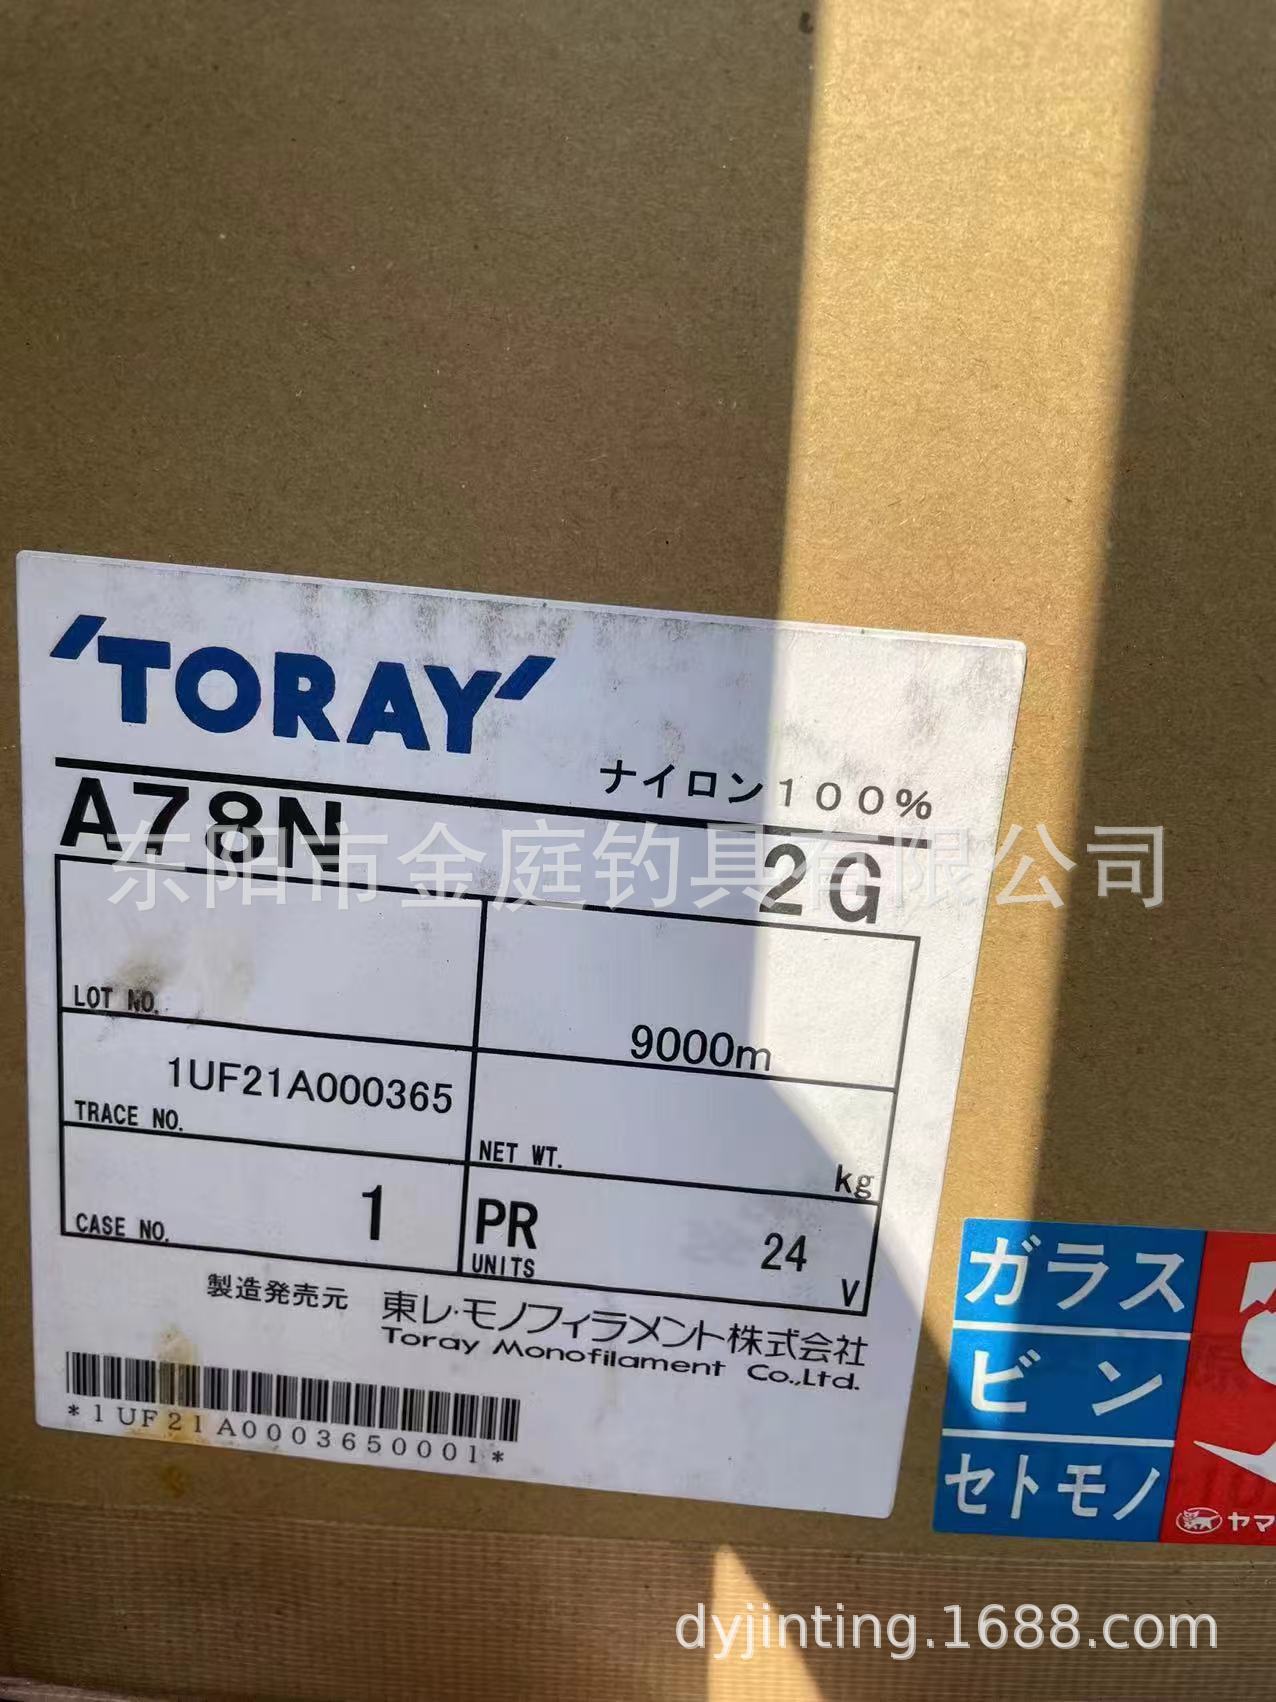 'TORAY'
ナイロン100%
A78N 2G
东阳市金庭钓具有限公司
LOT NO.
9000m
1UF21A000365
TRACE NO.
NET WT. kg
CASE NO. 1
PR
UNITS 24 V
製造発売元 東レ・モノフィラメント株式会社
Toray Monofilament Co.,Ltd.
*1UF21A0003650001*
ガラス
ビン
セトモノ
ヤマ
dyjinting.1688.com